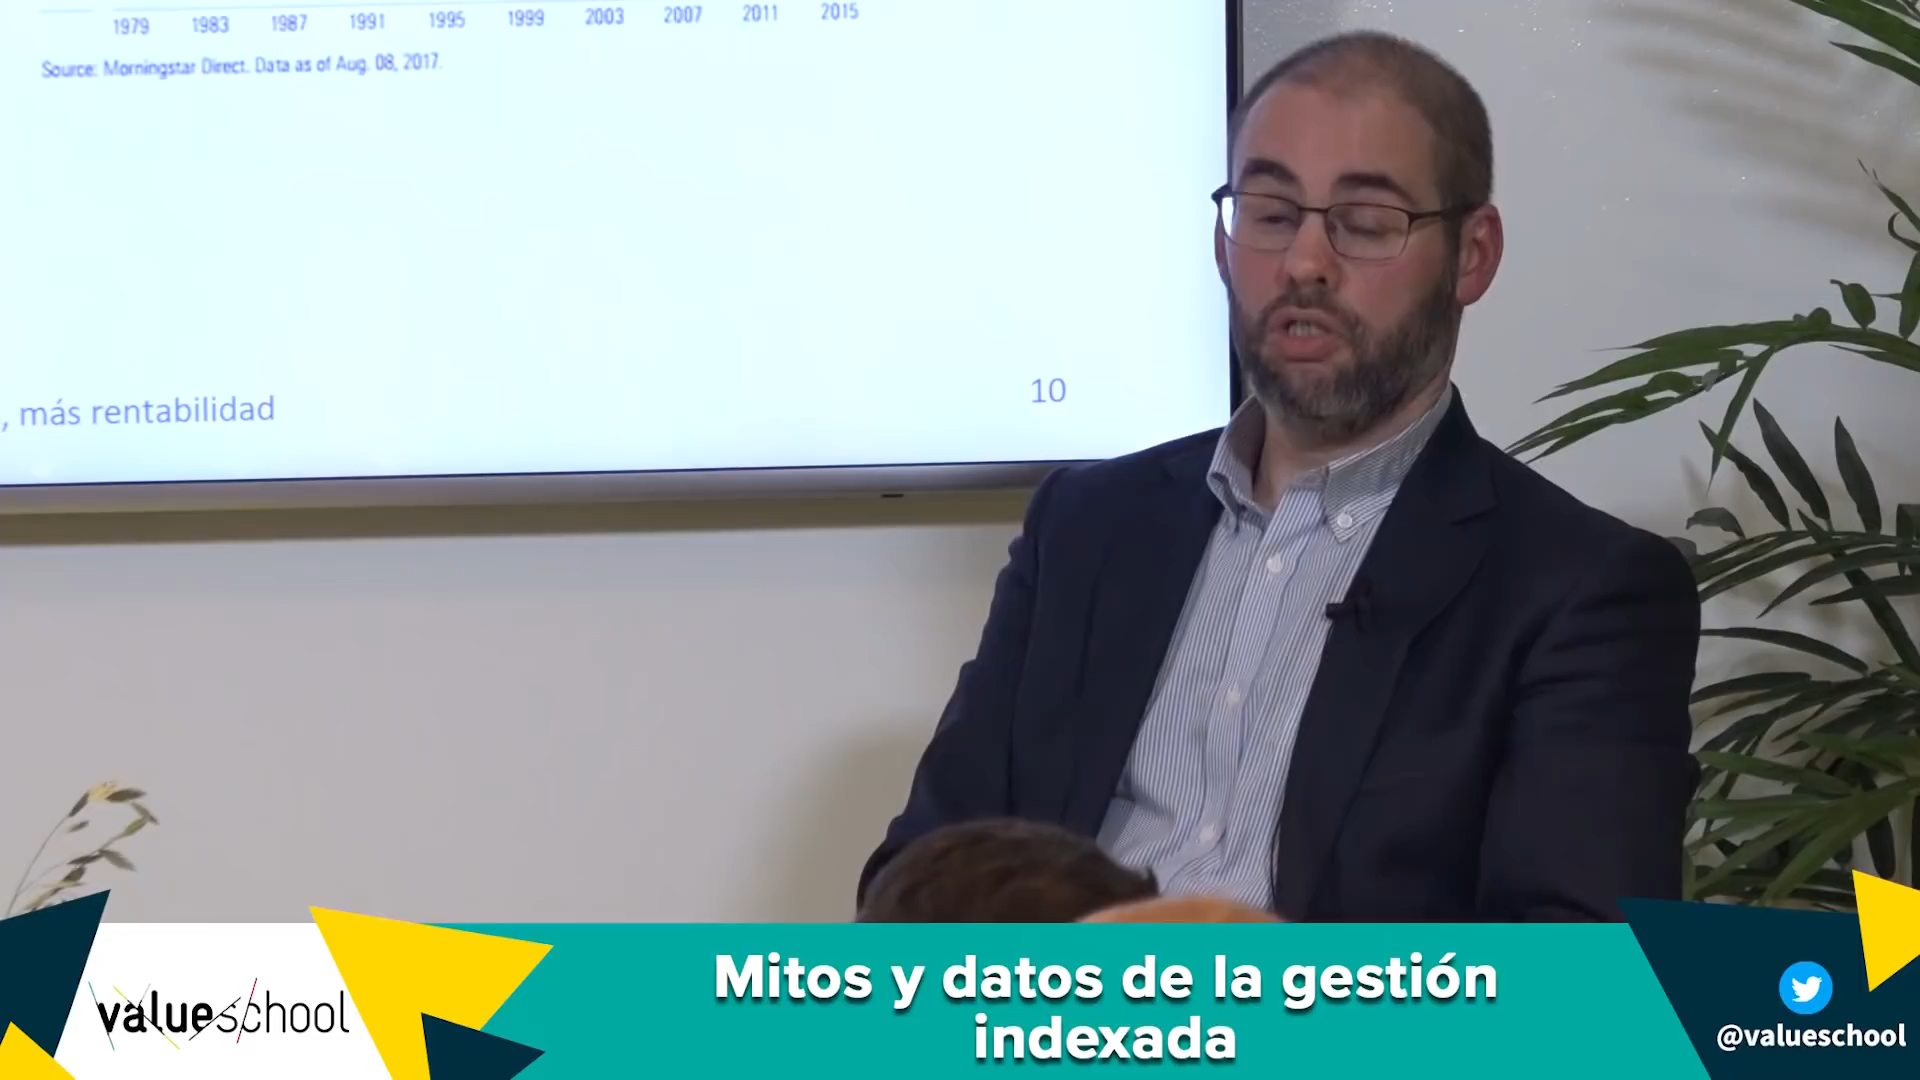 1979 1983 1987 1991 1995 1999 2003 2007 2011 2015
Source: Morningstar Direct. Data as of Aug. 08, 2017.
, más rentabilidad
10
valueschool
Mitos y datos de la gestión
indexada
@valueschool